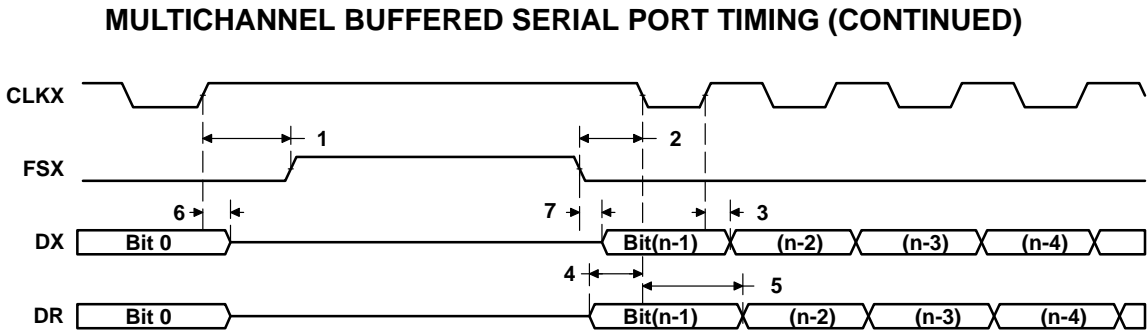 MULTICHANNEL BUFFERED SERIAL PORT TIMING (CONTINUED)
CLKX
1
2
FSX
6
7
3
DX
Bit 0
Bit(n-1)
(n-2)
(n-3)
(n-4)
4
5
DR
Bit 0
Bit(n-1)
(n-2)
(n-3)
(n-4)